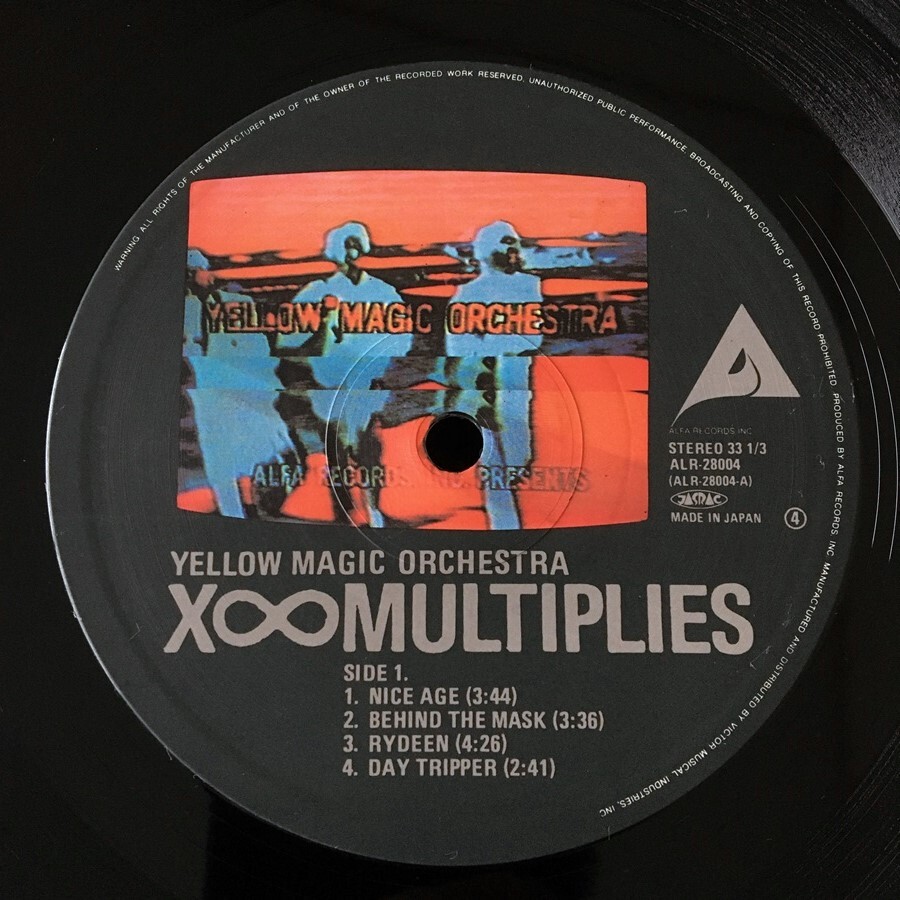 WARNING ALL RIGHTS OF THE MANUFACTURER AND OF THE OWNER OF THE RECORDED WORK RESERVED. UNAUTHORIZED PUBLIC PERFORMANCE BROADCASTING AND COPYING OF THIS RECORD PROHIBITED. PRODUCED BY ALFA RECORDS, INC. MANUFACTURED AND DISTRIBUTED BY VICTOR MUSICAL INDUSTRIES, INC
YELLOW MAGIC ORCHESTRA
ALFA RECORDS, INC. PRESENTS
ALFA RECORDS INC.
STEREO 33 1/3
ALR-28004
(ALR-28004-A)
JASRAC
MADE IN JAPAN ④
YELLOW MAGIC ORCHESTRA
X∞MULTIPLIES
SIDE 1.
1. NICE AGE (3:44)
2. BEHIND THE MASK (3:36)
3. RYDEEN (4:26)
4. DAY TRIPPER (2:41)